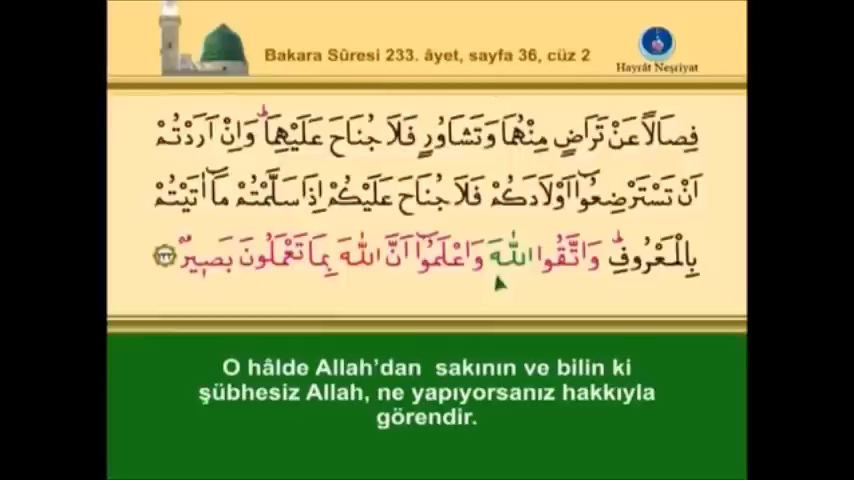 Bakara Sûresi 233. âyet, sayfa 36, cüz 2
Hayrât Neşriyat
فِصَالًا عَنْ تَرَاضٍ مِنْهُمَا وَتَشَاوُرٍ فَلَا جُنَاحَ عَلَيْهِمَاۜ وَاِنْ اَرَدْتُمْ
اَنْ تَسْتَرْضِعُٓوا اَوْلَادَكُمْ فَلَا جُنَاحَ عَلَيْكُمْ اِذَا سَلَّمْتُمْ مَٓا اٰتَيْتُمْ
بِالْمَعْرُوفِۜ وَاتَّقُوا اللّٰهَ وَاعْلَمُٓوا اَنَّ اللّٰهَ بِمَا تَعْمَلُونَ بَصِيرٌ ﴿٢٣٣﴾
O hâlde Allah’dan sakının ve bilin ki
şübhesiz Allah, ne yapıyorsanız hakkıyla
görendir.